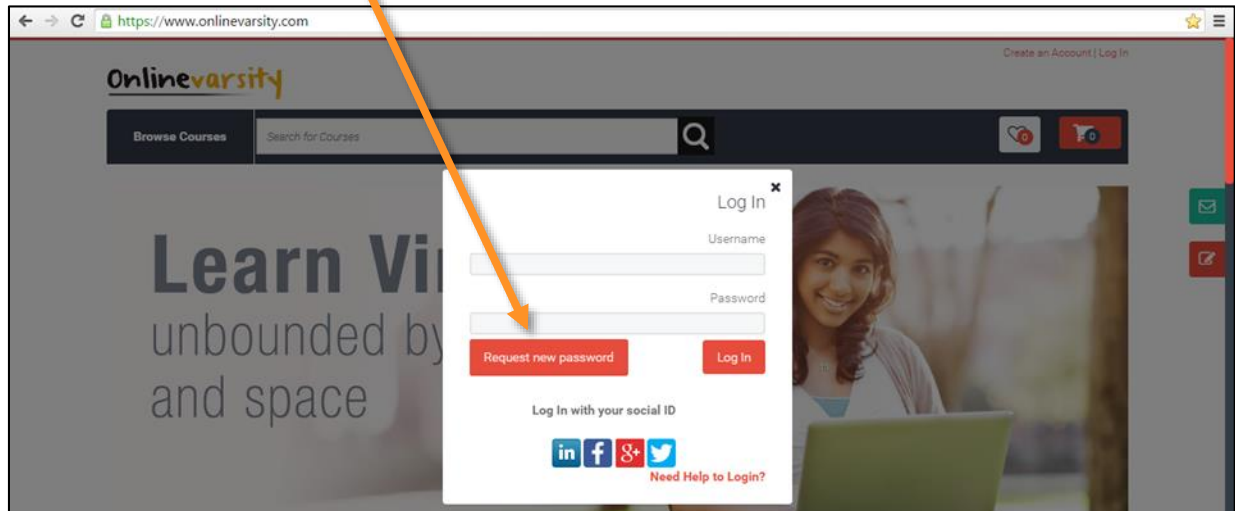 https://www.onlinevarsity.com
Create an Account | Log In
Onlinevarsity
Browse Courses
Search for Courses
0
0
Log In
Username
Password
Request new password
Log In
Log In with your social ID
in f 8+
Need Help to Login?
Learn Vi
unbounded by
and space